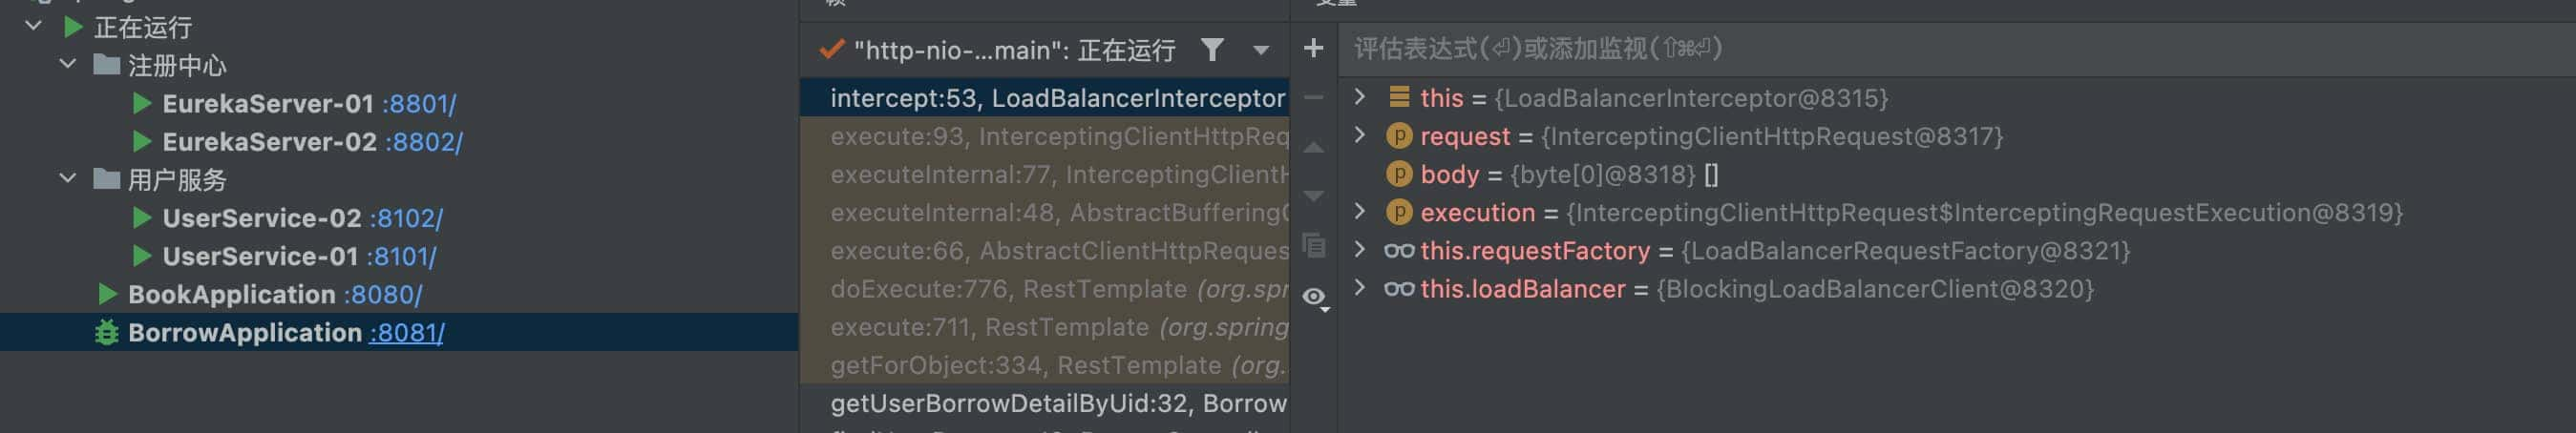 正在运行
注册中心
EurekaServer-01 :8801/
EurekaServer-02 :8802/
用户服务
UserService-02 :8102/
UserService-01 :8101/
BookApplication :8080/
BorrowApplication :8081/
"http-nio-...main": 正在运行
intercept:53, LoadBalancerInterceptor
execute:93, InterceptingClientHttpReq
executeInternal:77, InterceptingClientH
executeInternal:48, AbstractBufferingC
execute:66, AbstractClientHttpReques
doExecute:776, RestTemplate (org.spr
execute:711, RestTemplate (org.spring
getForObject:334, RestTemplate (org.
getUserBorrowDetailByUid:32, Borrow
评估表达式(⏎)或添加监视(⇧⌘⏎)
this = {LoadBalancerInterceptor@8315}
request = {InterceptingClientHttpRequest@8317}
body = {byte[0]@8318} []
execution = {InterceptingClientHttpRequest$InterceptingRequestExecution@8319}
this.requestFactory = {LoadBalancerRequestFactory@8321}
this.loadBalancer = {BlockingLoadBalancerClient@8320}